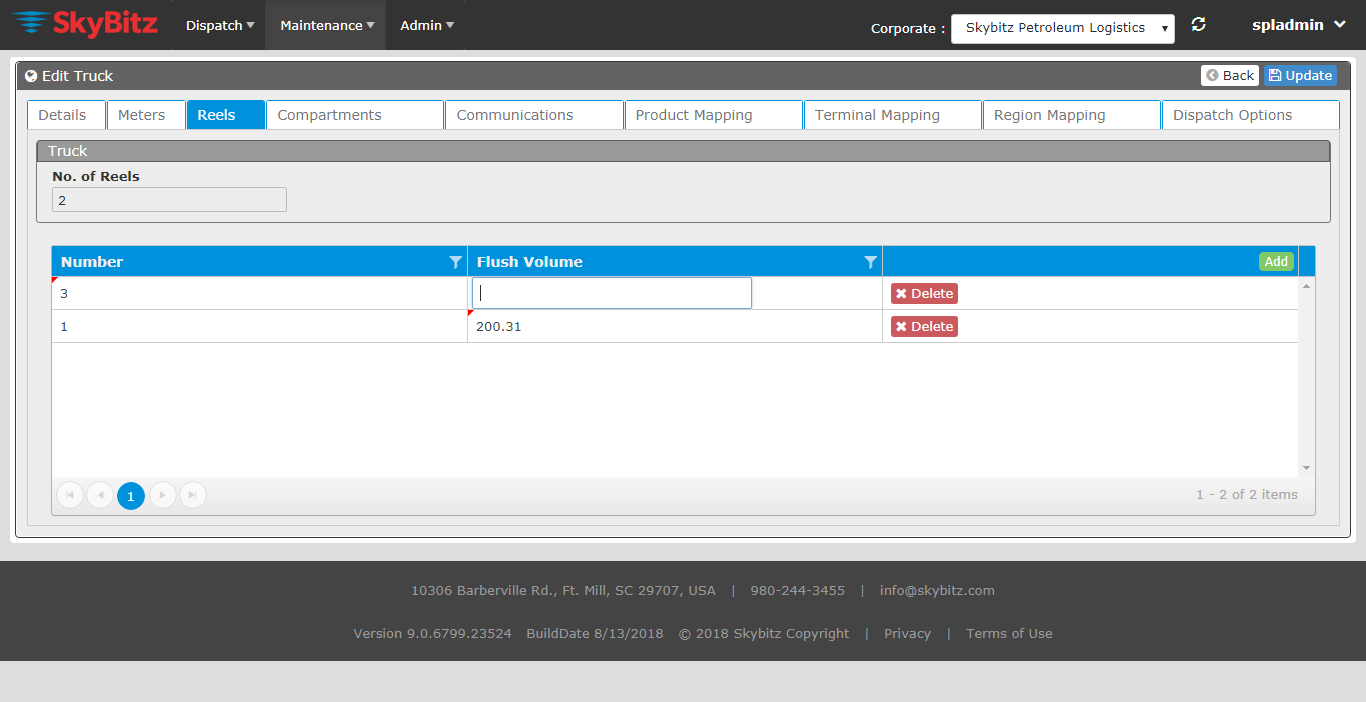 SkyBitz Dispatch Maintenance Admin Corporate : Skybitz Petroleum Logistics spladmin
Edit Truck Back Update
Details Meters Reels Compartments Communications Product Mapping Terminal Mapping Region Mapping Dispatch Options
Truck
No. of Reels
2
Number Flush Volume Add
3 Delete
1 200.31 Delete
1 1 - 2 of 2 items
10306 Barberville Rd., Ft. Mill, SC 29707, USA | 980-244-3455 | info@skybitz.com
Version 9.0.6799.23524 BuildDate 8/13/2018 © 2018 Skybitz Copyright | Privacy | Terms of Use